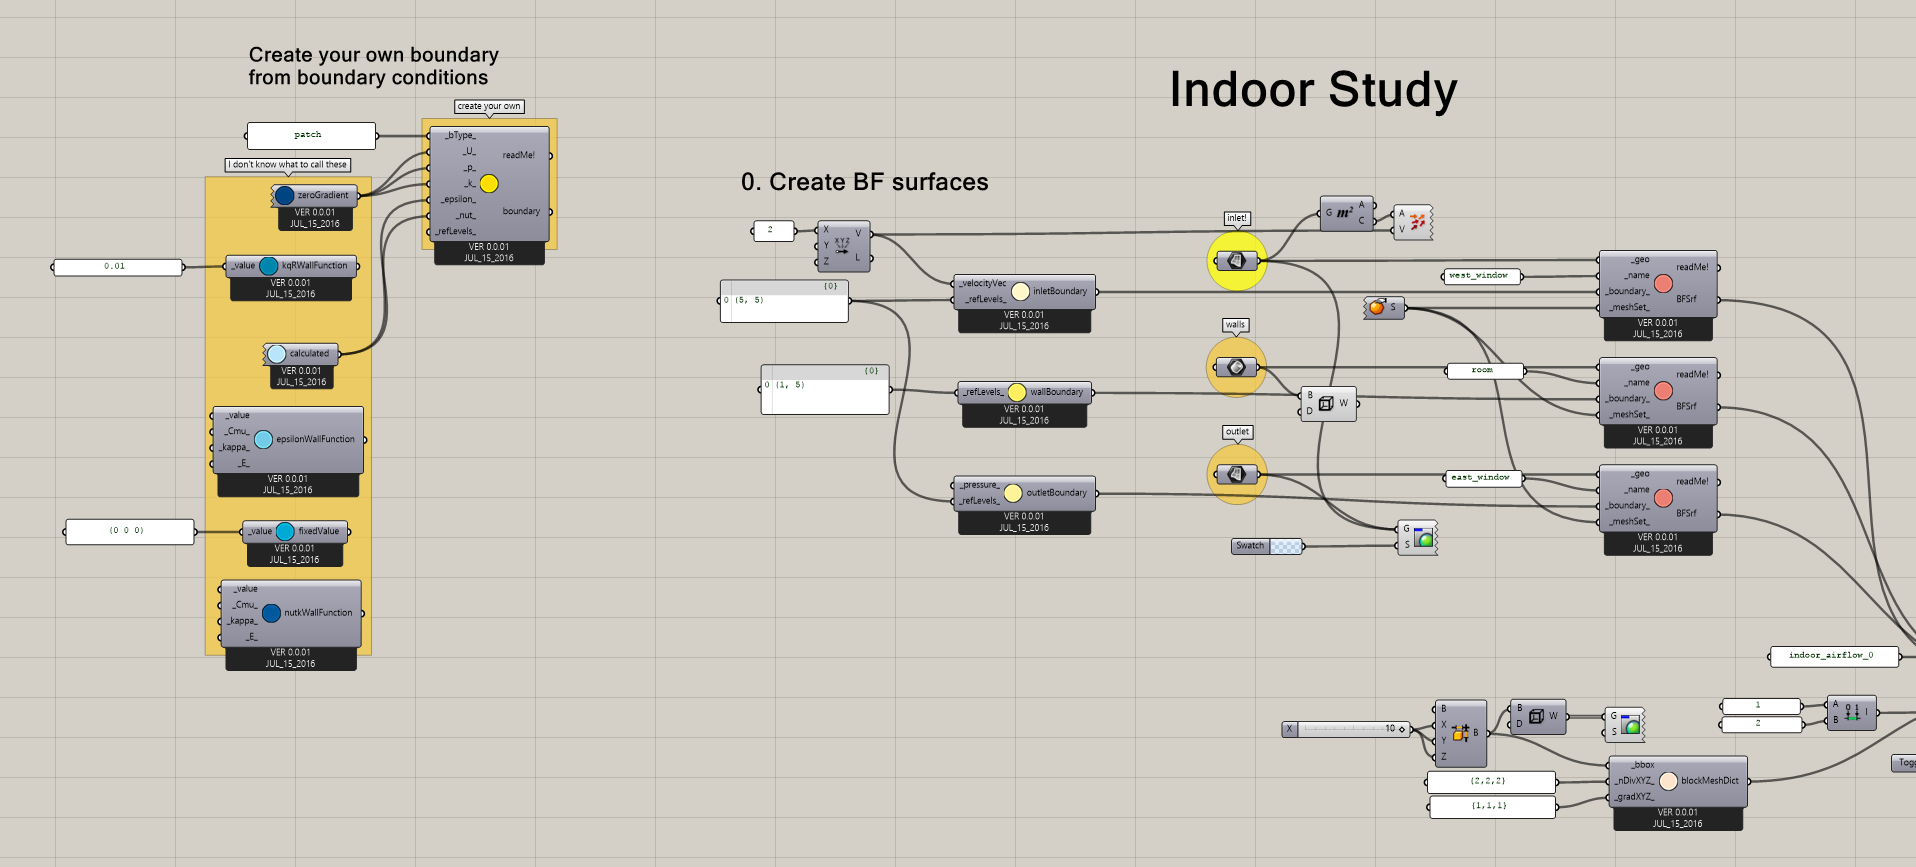 Create your own boundary
from boundary conditions
Indoor Study
create your own
patch
_bType_
_U_
_p_
_k_
_epsilon_
_nut_
_refLevels_
readMe!
boundary
VER 0.0.01
JUL_15_2016
I don't know what to call these
zeroGradient
VER 0.0.01
JUL_15_2016
0.01
_value
kqRWallFunction
VER 0.0.01
JUL_15_2016
calculated
VER 0.0.01
JUL_15_2016
_value
_Cmu_
_kappa_
_E_
epsilonWallFunction
VER 0.0.01
JUL_15_2016
(0 0 0)
_value
fixedValue
VER 0.0.01
JUL_15_2016
_value
_Cmu_
_kappa_
_E_
nutkWallFunction
VER 0.0.01
JUL_15_2016
0. Create BF surfaces
2
X
Y
Z
XYZ
V
L
{0}
0 (5, 5)
_velocityVec
_refLevels_
inletBoundary
VER 0.0.01
JUL_15_2016
{0}
0 (1, 5)
_refLevels_
wallBoundary
VER 0.0.01
JUL_15_2016
_pressure_
_refLevels_
outletBoundary
VER 0.0.01
JUL_15_2016
inlet!
G
m²
A
C
A
V
walls
B
D
W
outlet
Swatch
G
S
west_window
S
room
east_window
_geo
_name
_boundary_
_meshSet_
readMe!
BFSrf
VER 0.0.01
JUL_15_2016
_geo
_name
_boundary_
_meshSet_
readMe!
BFSrf
VER 0.0.01
JUL_15_2016
_geo
_name
_boundary_
_meshSet_
readMe!
BFSrf
VER 0.0.01
JUL_15_2016
indoor_airflow_0
X
10
B
X
Y
Z
B
B
D
W
G
S
1
2
A
B
0 1
I
{2,2,2}
{1,1,1}
_bbox
_nDivXYZ_
_gradXYZ_
blockMeshDict
VER 0.0.01
JUL_15_2016
Togg